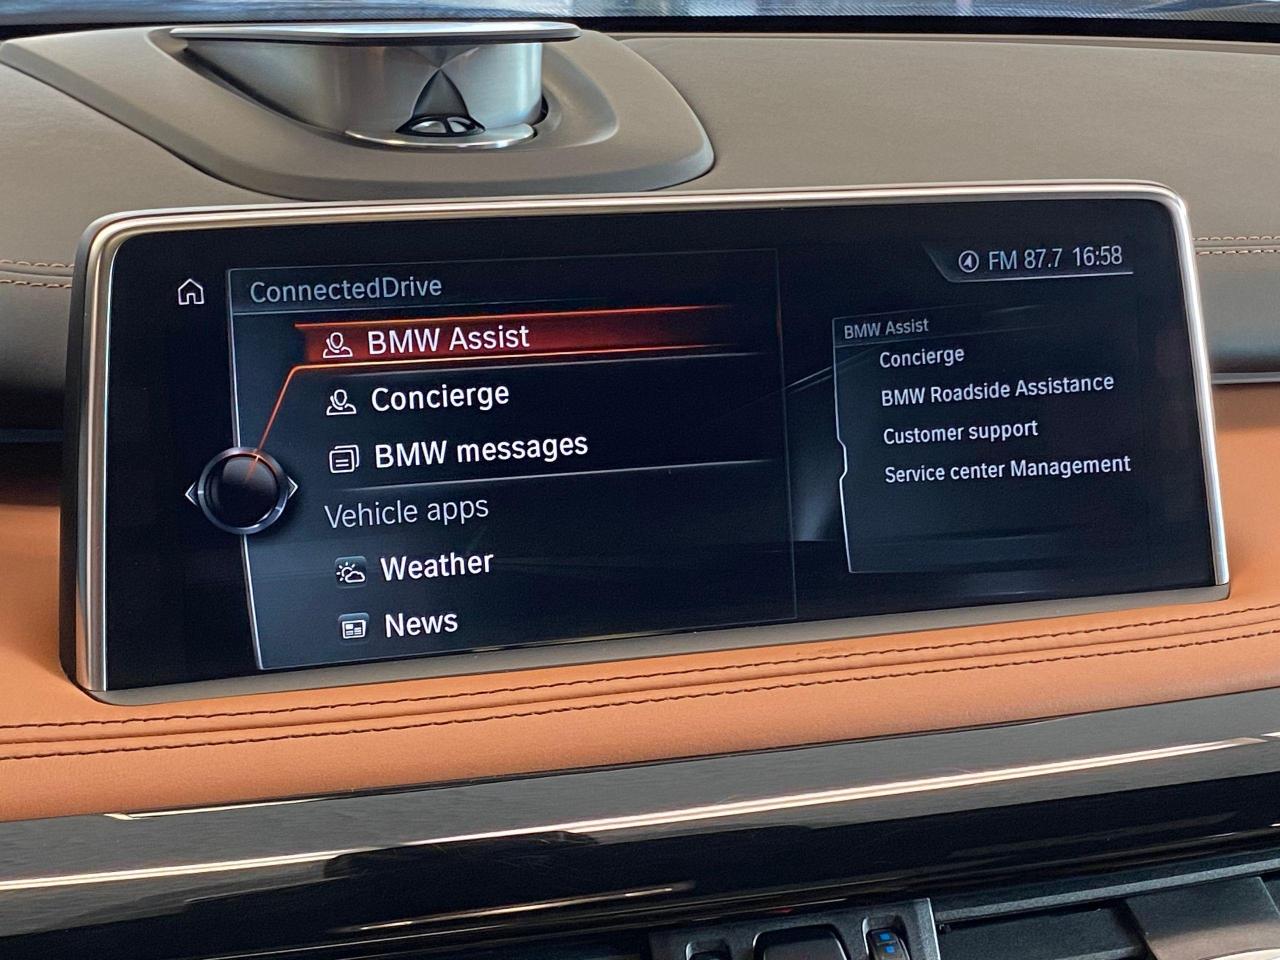 ConnectedDrive
BMW Assist
Concierge
BMW messages
Vehicle apps
Weather
News
FM 87.7 16:58
BMW Assist
Concierge
BMW Roadside Assistance
Customer support
Service center Management